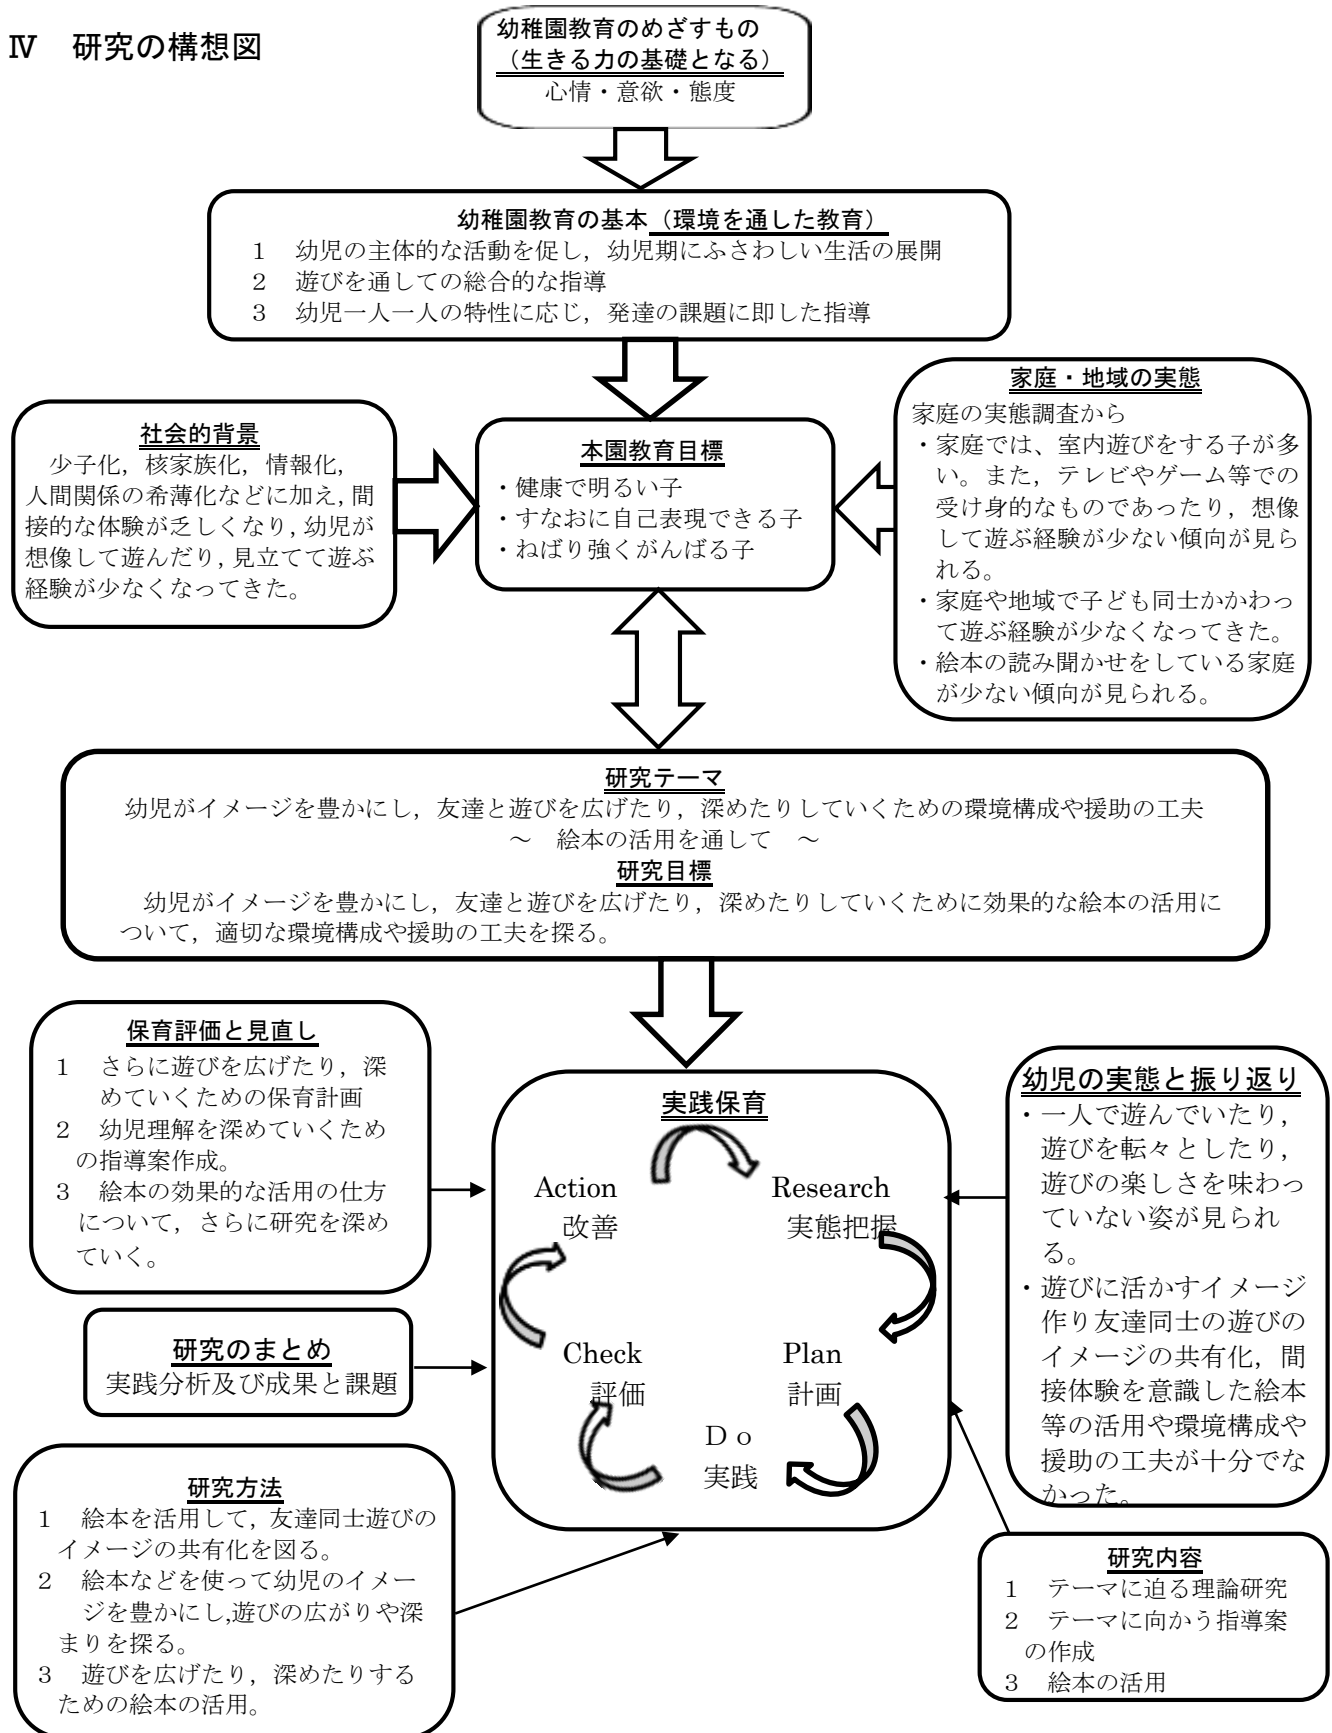 Ⅳ　研究の構想図
幼稚園教育のめざすもの
（生きる力の基礎となる）
心情・意欲・態度
幼稚園教育の基本（環境を通した教育）
１　幼児の主体的な活動を促し，幼児期にふさわしい生活の展開
２　遊びを通しての総合的な指導
３　幼児一人一人の特性に応じ，発達の課題に即した指導
社会的背景
少子化，核家族化，情報化，
人間関係の希薄化などに加え，間
接的な体験が乏しくなり，幼児が
想像して遊んだり，見立てて遊ぶ
経験が少なくなってきた。
本園教育目標
・健康で明るい子
・すなおに自己表現できる子
・ねばり強くがんばる子
家庭・地域の実態
家庭の実態調査から
・家庭では、室内遊びをする子が多
い。また，テレビやゲーム等での
受け身的なものであったり，想像
して遊ぶ経験が少ない傾向が見ら
れる。
・家庭や地域で子ども同士かかわっ
て遊ぶ経験が少なくなってきた。
・絵本の読み聞かせをしている家庭
が少ない傾向が見られる。
研究テーマ
幼児がイメージを豊かにし，友達と遊びを広げたり，深めたりしていくための環境構成や援助の工夫
～　絵本の活用を通して　～
研究目標
幼児がイメージを豊かにし，友達と遊びを広げたり，深めたりしていくために効果的な絵本の活用に
ついて，適切な環境構成や援助の工夫を探る。
保育評価と見直し
１　さらに遊びを広げたり，深
めていくための保育計画
２　幼児理解を深めていくため
の指導案作成。
３　絵本の効果的な活用の仕方
について，さらに研究を深め
ていく。
研究のまとめ
実践分析及び成果と課題
研究方法
１　絵本を活用して，友達同士遊びの
イメージの共有化を図る。
２　絵本などを使って幼児のイメー
ジを豊かにし,遊びの広がりや深
まりを探る。
３　遊びを広げたり，深めたりする
ための絵本の活用。
実践保育
Action
改善
Research
実態把握
Check
評価
Plan
計画
Ｄｏ
実践
幼児の実態と振り返り
・一人で遊んでいたり，
遊びを転々としたり，
遊びの楽しさを味わっ
ていない姿が見られ
る。
・遊びに活かすイメージ
作り友達同士の遊びの
イメージの共有化，間
接体験を意識した絵本
等の活用や環境構成や
援助の工夫が十分でな
かった。
研究内容
１　テーマに迫る理論研究
２　テーマに向かう指導案
の作成
３　絵本の活用